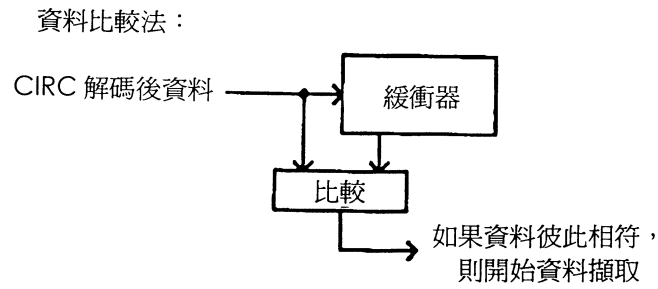 資料比較法：
CIRC 解碼後資料
緩衝器
比較
如果資料彼此相符，
則開始資料擷取